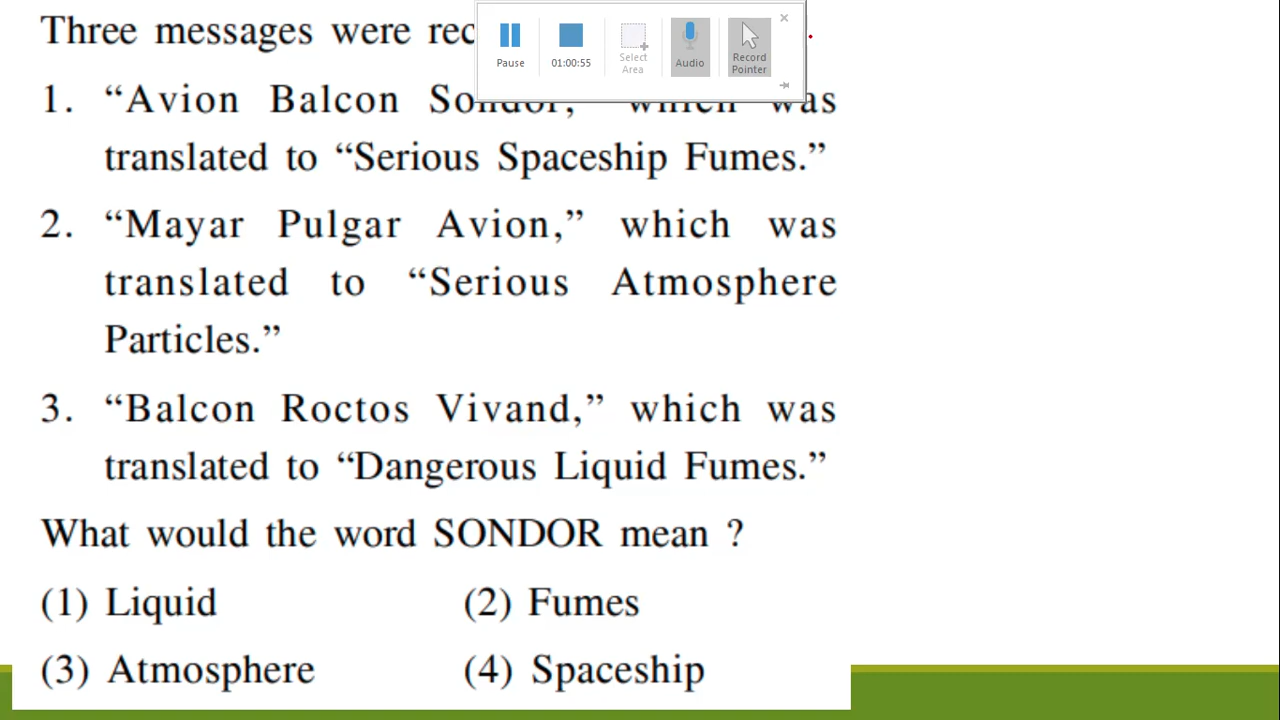 Three messages were rec
Pause
01:00:55
Select
Area
Audio
Record
Pointer
1. “Avion Balcon Sondor,” which was
translated to “Serious Spaceship Fumes.”
2. “Mayar Pulgar Avion,” which was
translated to “Serious Atmosphere
Particles.”
3. “Balcon Roctos Vivand,” which was
translated to “Dangerous Liquid Fumes.”
What would the word SONDOR mean ?
(1) Liquid (2) Fumes
(3) Atmosphere (4) Spaceship